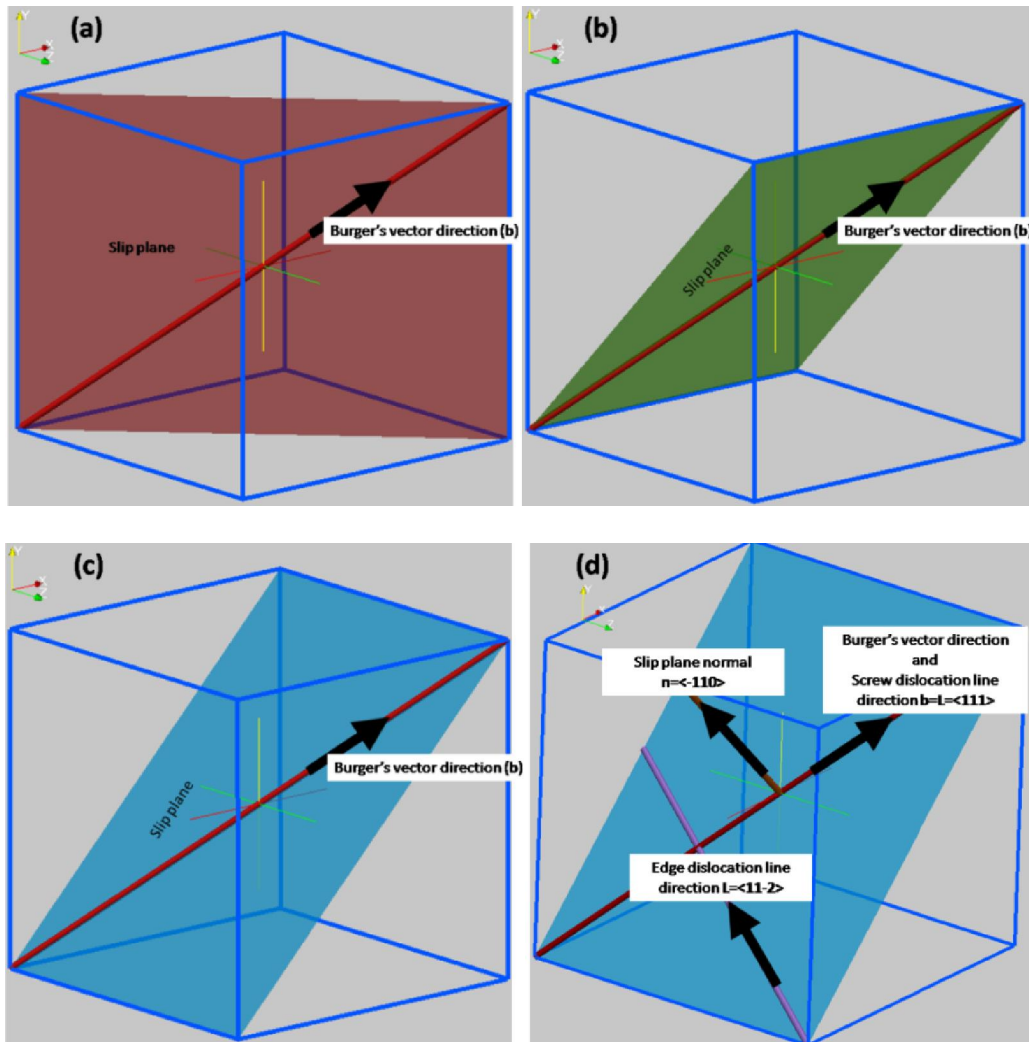 (a)
Y
X
Z
Slip plane
Burger's vector direction (b)
(b)
Y
X
Z
Slip plane
Burger's vector direction (b)
(c)
Y
X
Z
Slip plane
Burger's vector direction (b)
(d)
Y
X
Z
Slip plane normal
n=<-110>
Burger's vector direction
and
Screw dislocation line
direction b=L=<111>
Edge dislocation line
direction L=<11-2>